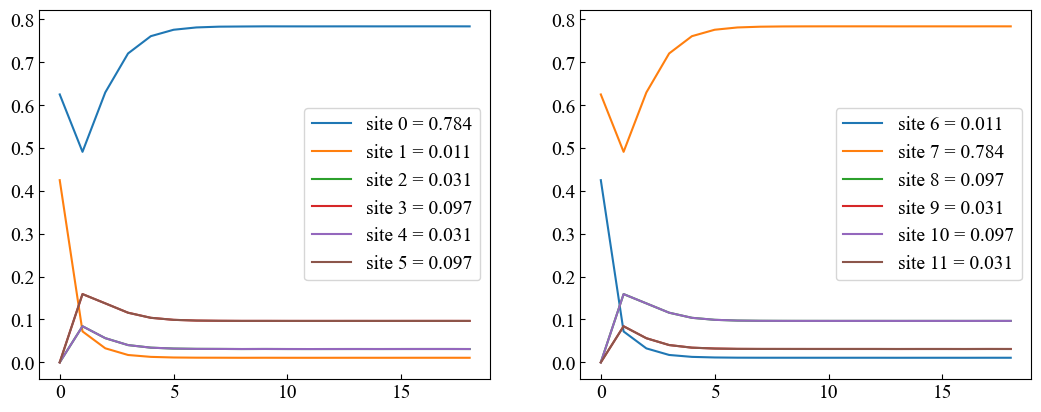 0.8
0.7
0.6
0.5
0.4
0.3
0.2
0.1
0.0
0
5
10
15
site 0 = 0.784
site 1 = 0.011
site 2 = 0.031
site 3 = 0.097
site 4 = 0.031
site 5 = 0.097
0.8
0.7
0.6
0.5
0.4
0.3
0.2
0.1
0.0
0
5
10
15
site 6 = 0.011
site 7 = 0.784
site 8 = 0.097
site 9 = 0.031
site 10 = 0.097
site 11 = 0.031